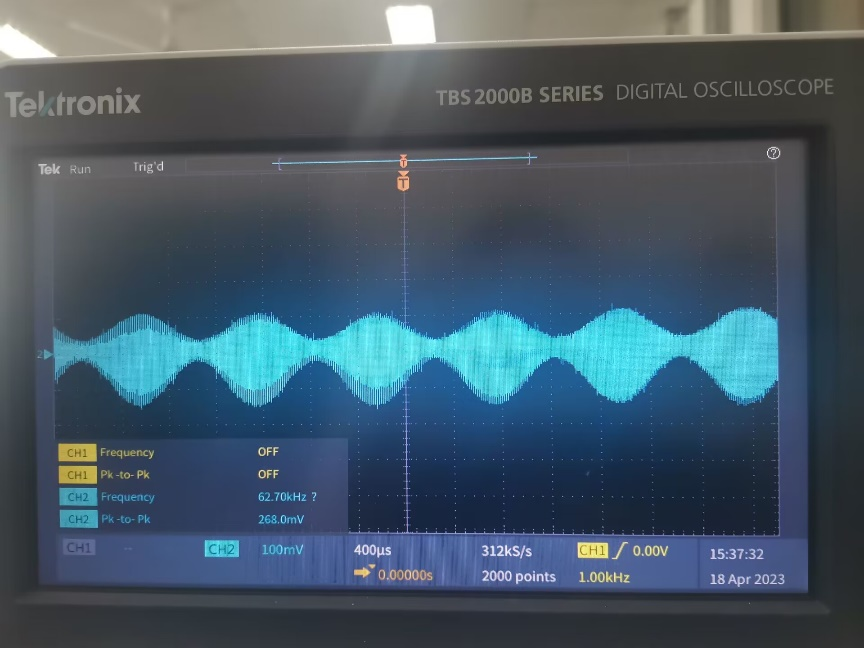 Tektronix
TBS 2000B SERIES DIGITAL OSCILLOSCOPE
Tek Run Trig'd
T
?
T
2
CH1 Frequency OFF
CH1 Pk-to-Pk OFF
CH2 Frequency 62.70kHz ?
CH2 Pk-to-Pk 268.0mV
CH1 -- CH2 100mV 400µs 312kS/s CH1 0.00V 15:37:32
0.00000s 2000 points 1.00kHz 18 Apr 2023